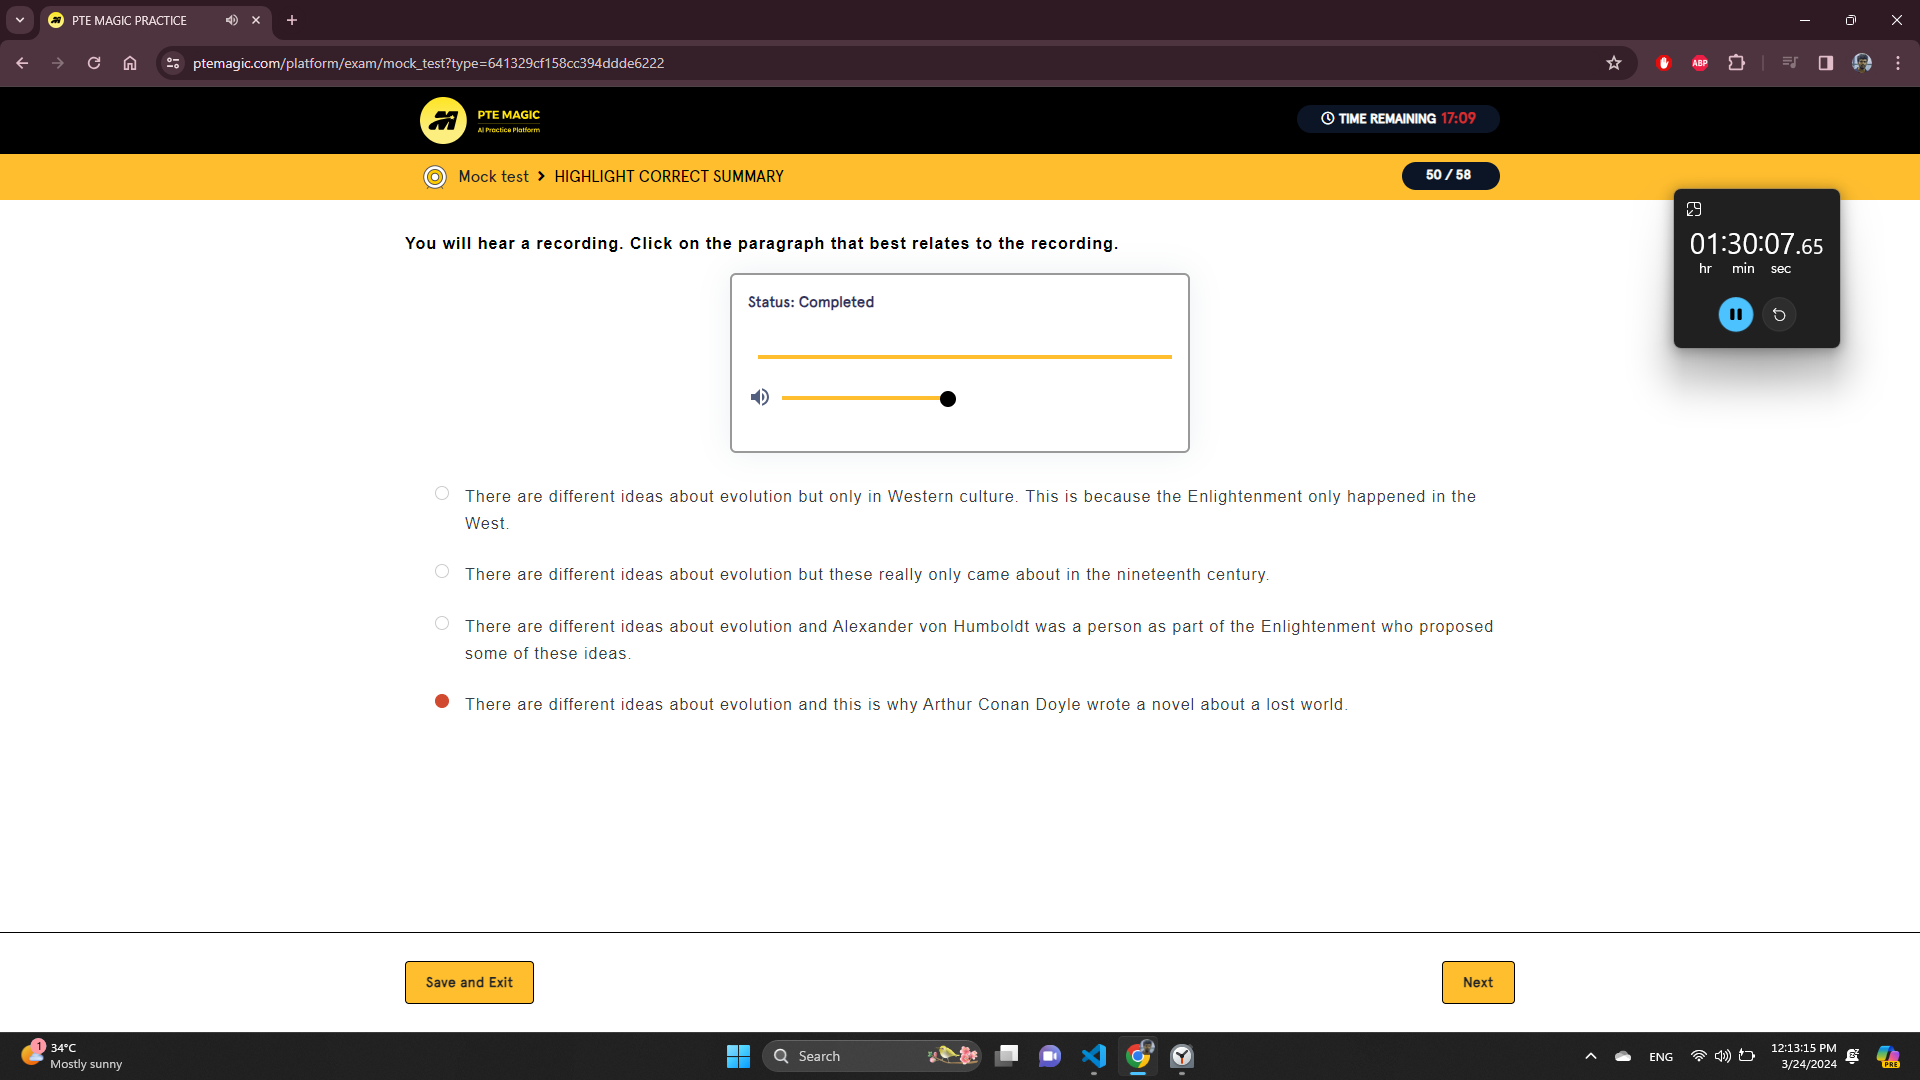 PTE MAGIC PRACTICE
ptemagic.com/platform/exam/mock_test?type=641329cf158cc394ddde6222
ABP
PTE MAGIC
AI Practice Platform
TIME REMAINING 17:09
Mock test > HIGHLIGHT CORRECT SUMMARY
50 / 58
01:30:07.65
hr min sec
You will hear a recording. Click on the paragraph that best relates to the recording.
Status: Completed
There are different ideas about evolution but only in Western culture. This is because the Enlightenment only happened in the
West.
There are different ideas about evolution but these really only came about in the nineteenth century.
There are different ideas about evolution and Alexander von Humboldt was a person as part of the Enlightenment who proposed
some of these ideas.
There are different ideas about evolution and this is why Arthur Conan Doyle wrote a novel about a lost world.
Save and Exit
Next
1
34°C
Mostly sunny
Search
ENG
12:13:15 PM
3/24/2024
PRE